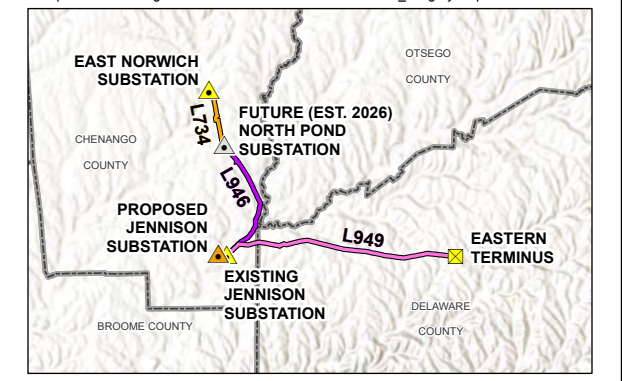 EAST NORWICH
SUBSTATION
OTSEGO
COUNTY
L734
FUTURE (EST. 2026)
NORTH POND
SUBSTATION
CHENANGO
COUNTY
L946
PROPOSED
JENNISON
SUBSTATION
L949
EASTERN
TERMINUS
EXISTING
JENNISON
SUBSTATION
DELAWARE
COUNTY
BROOME COUNTY